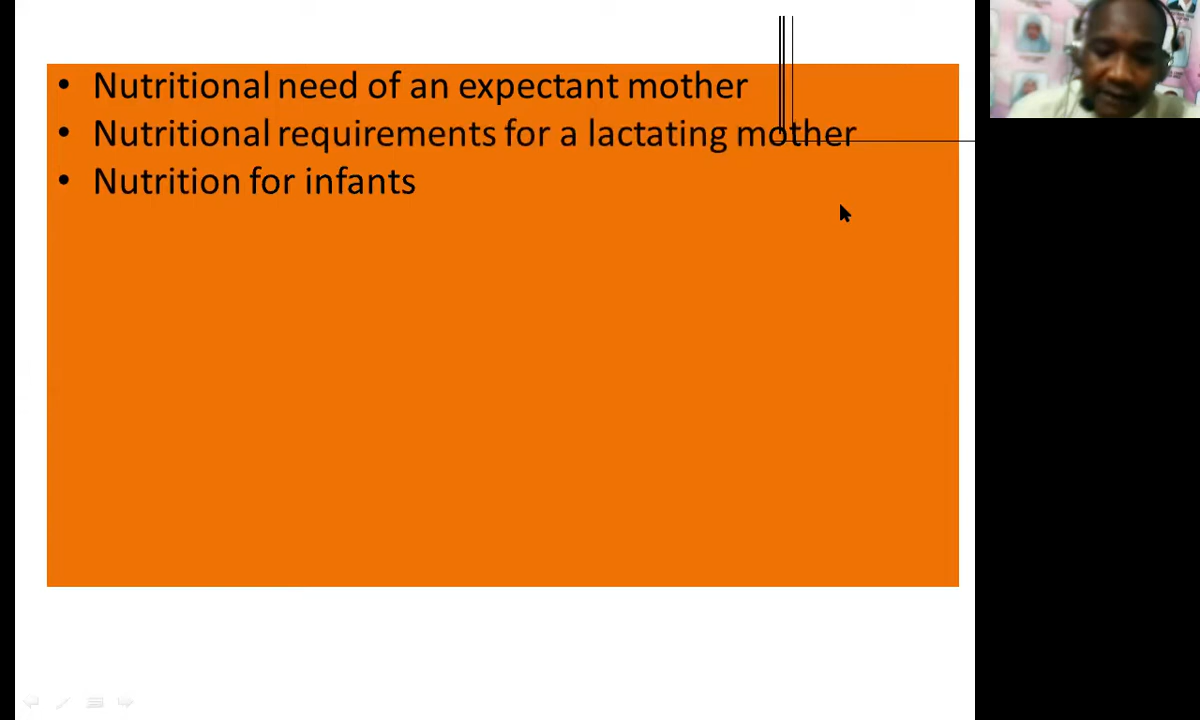 • Nutritional need of an expectant mother
• Nutritional requirements for a lactating mother
• Nutrition for infants